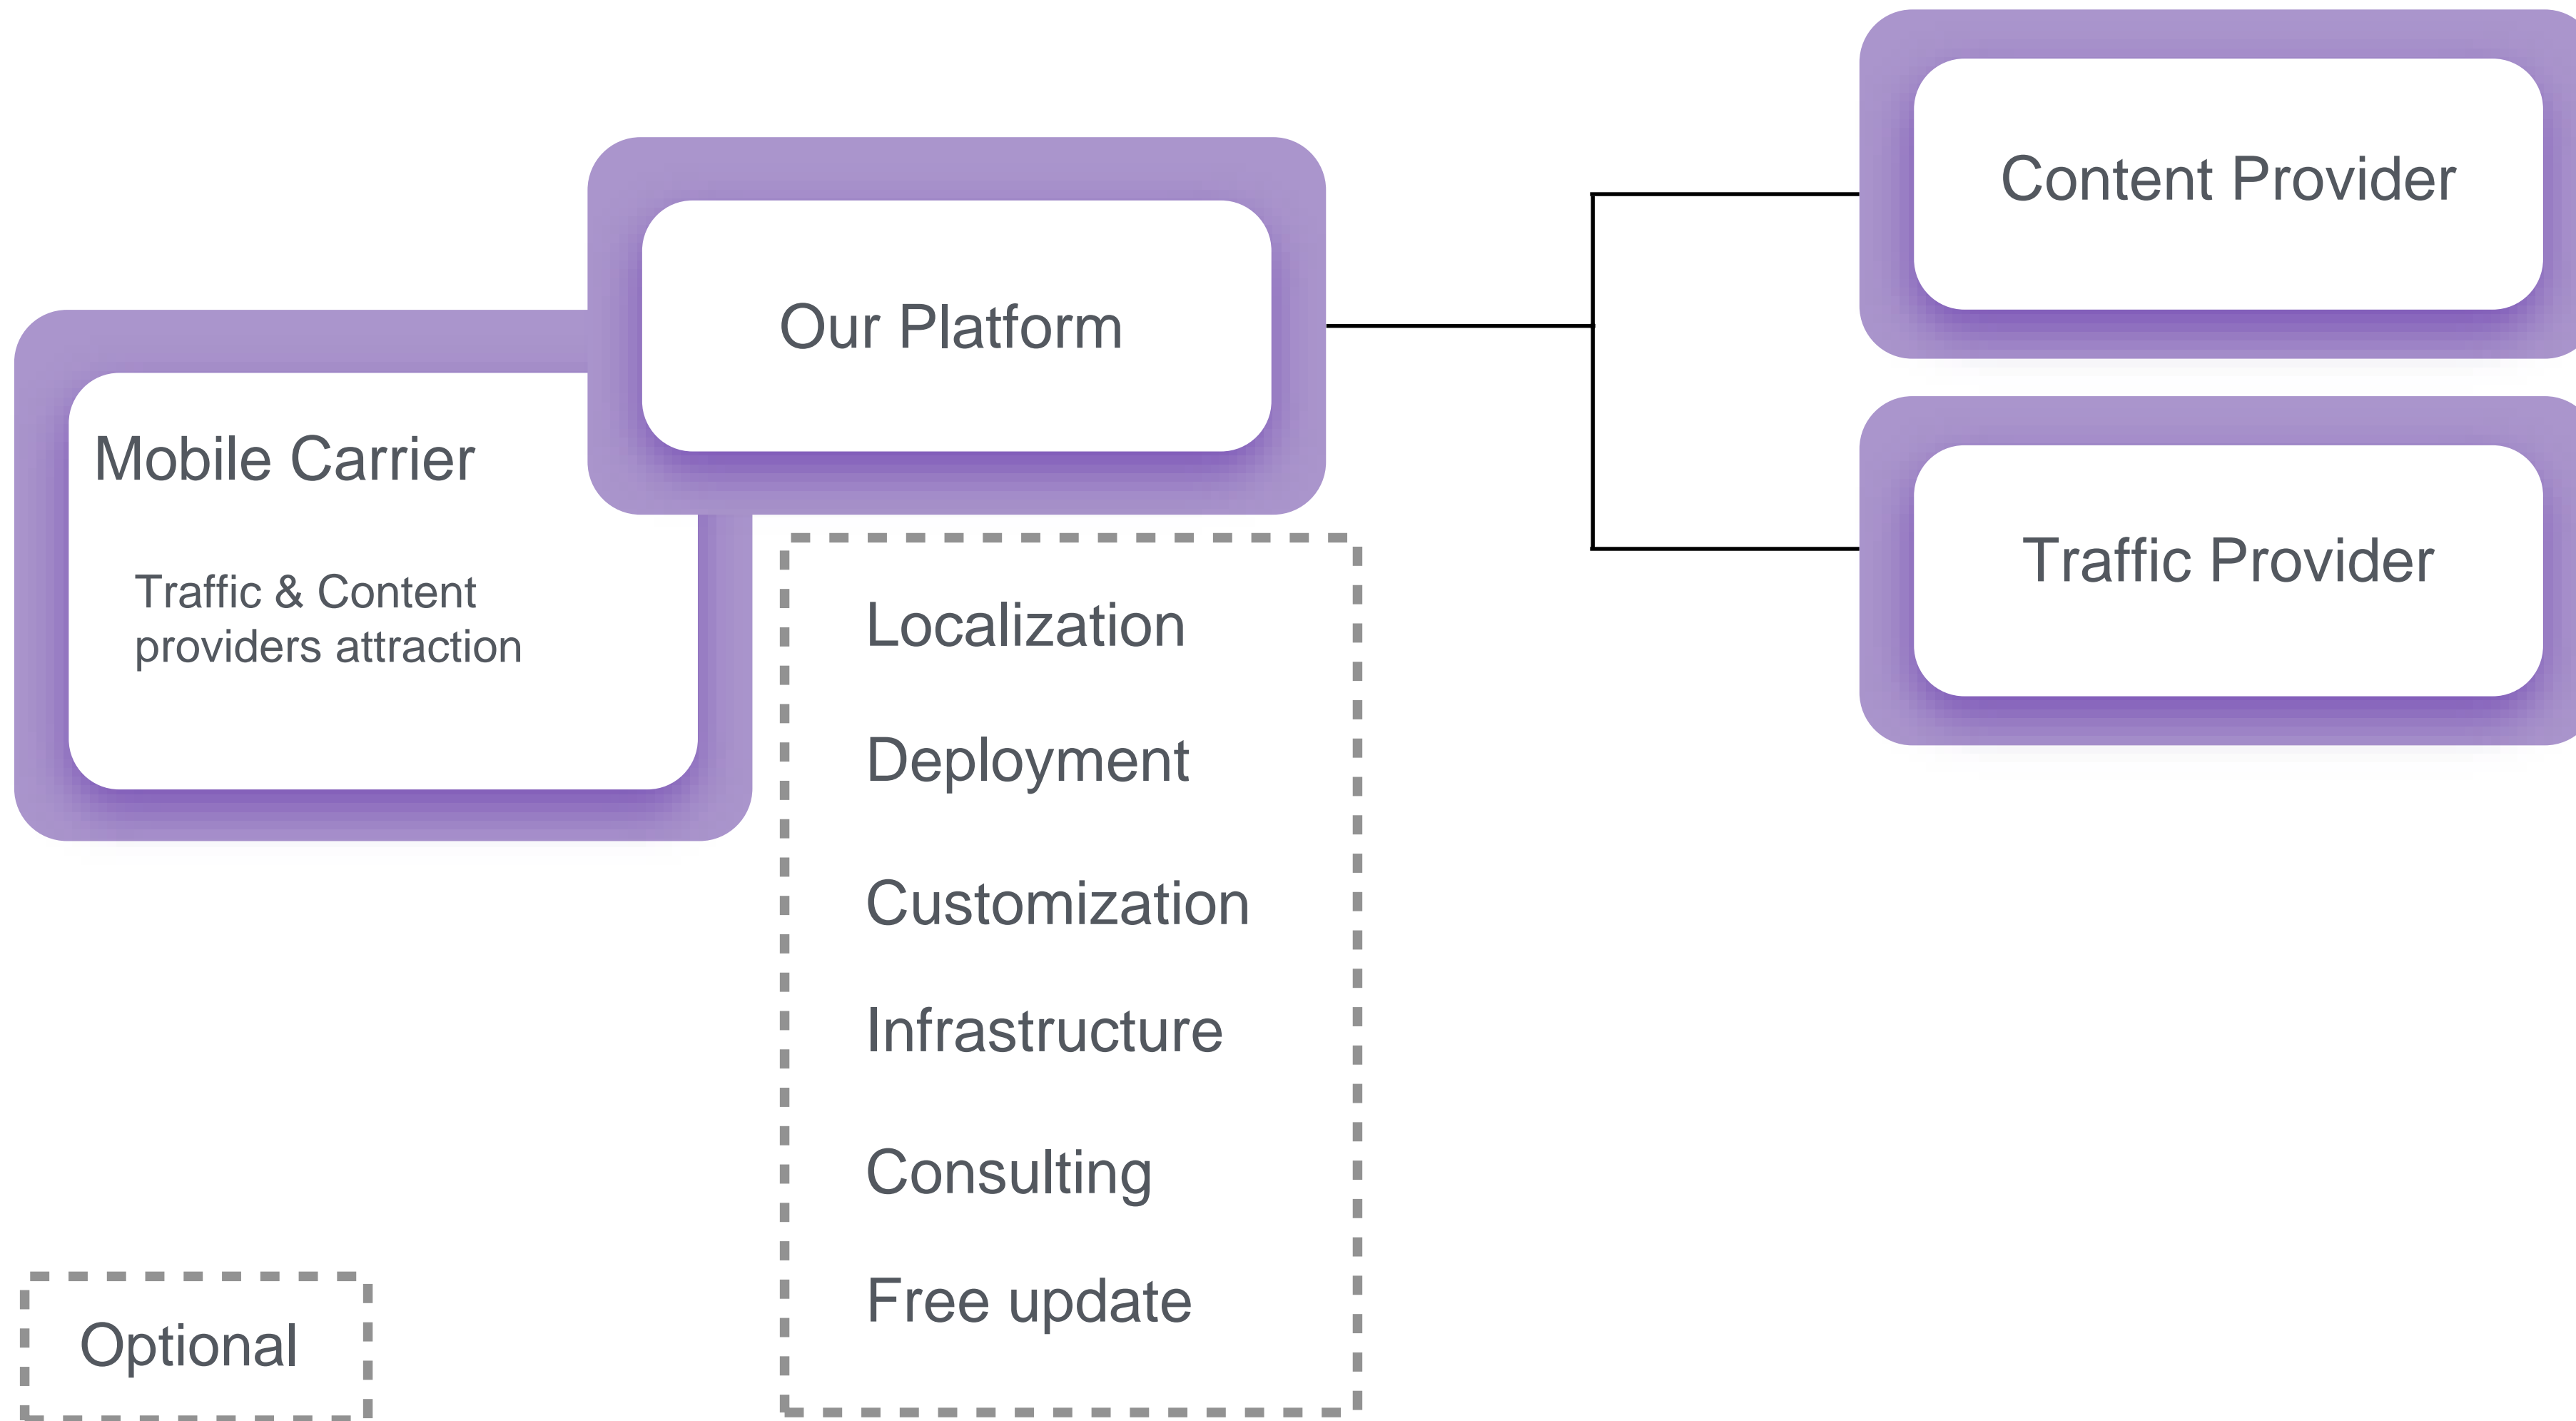 Content Provider
Our Platform
Mobile Carrier
Traffic & Content
providers attraction
Traffic Provider
Localization
Deployment
Customization
Infrastructure
Consulting
Free update
Optional